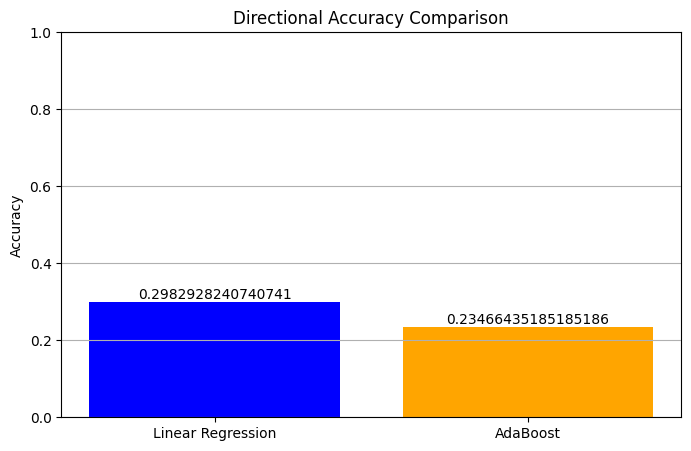 Directional Accuracy Comparison
1.0
0.8
0.6
0.4
0.2
0.0
Accuracy
0.2982928240740741
0.23466435185185186
Linear Regression
AdaBoost